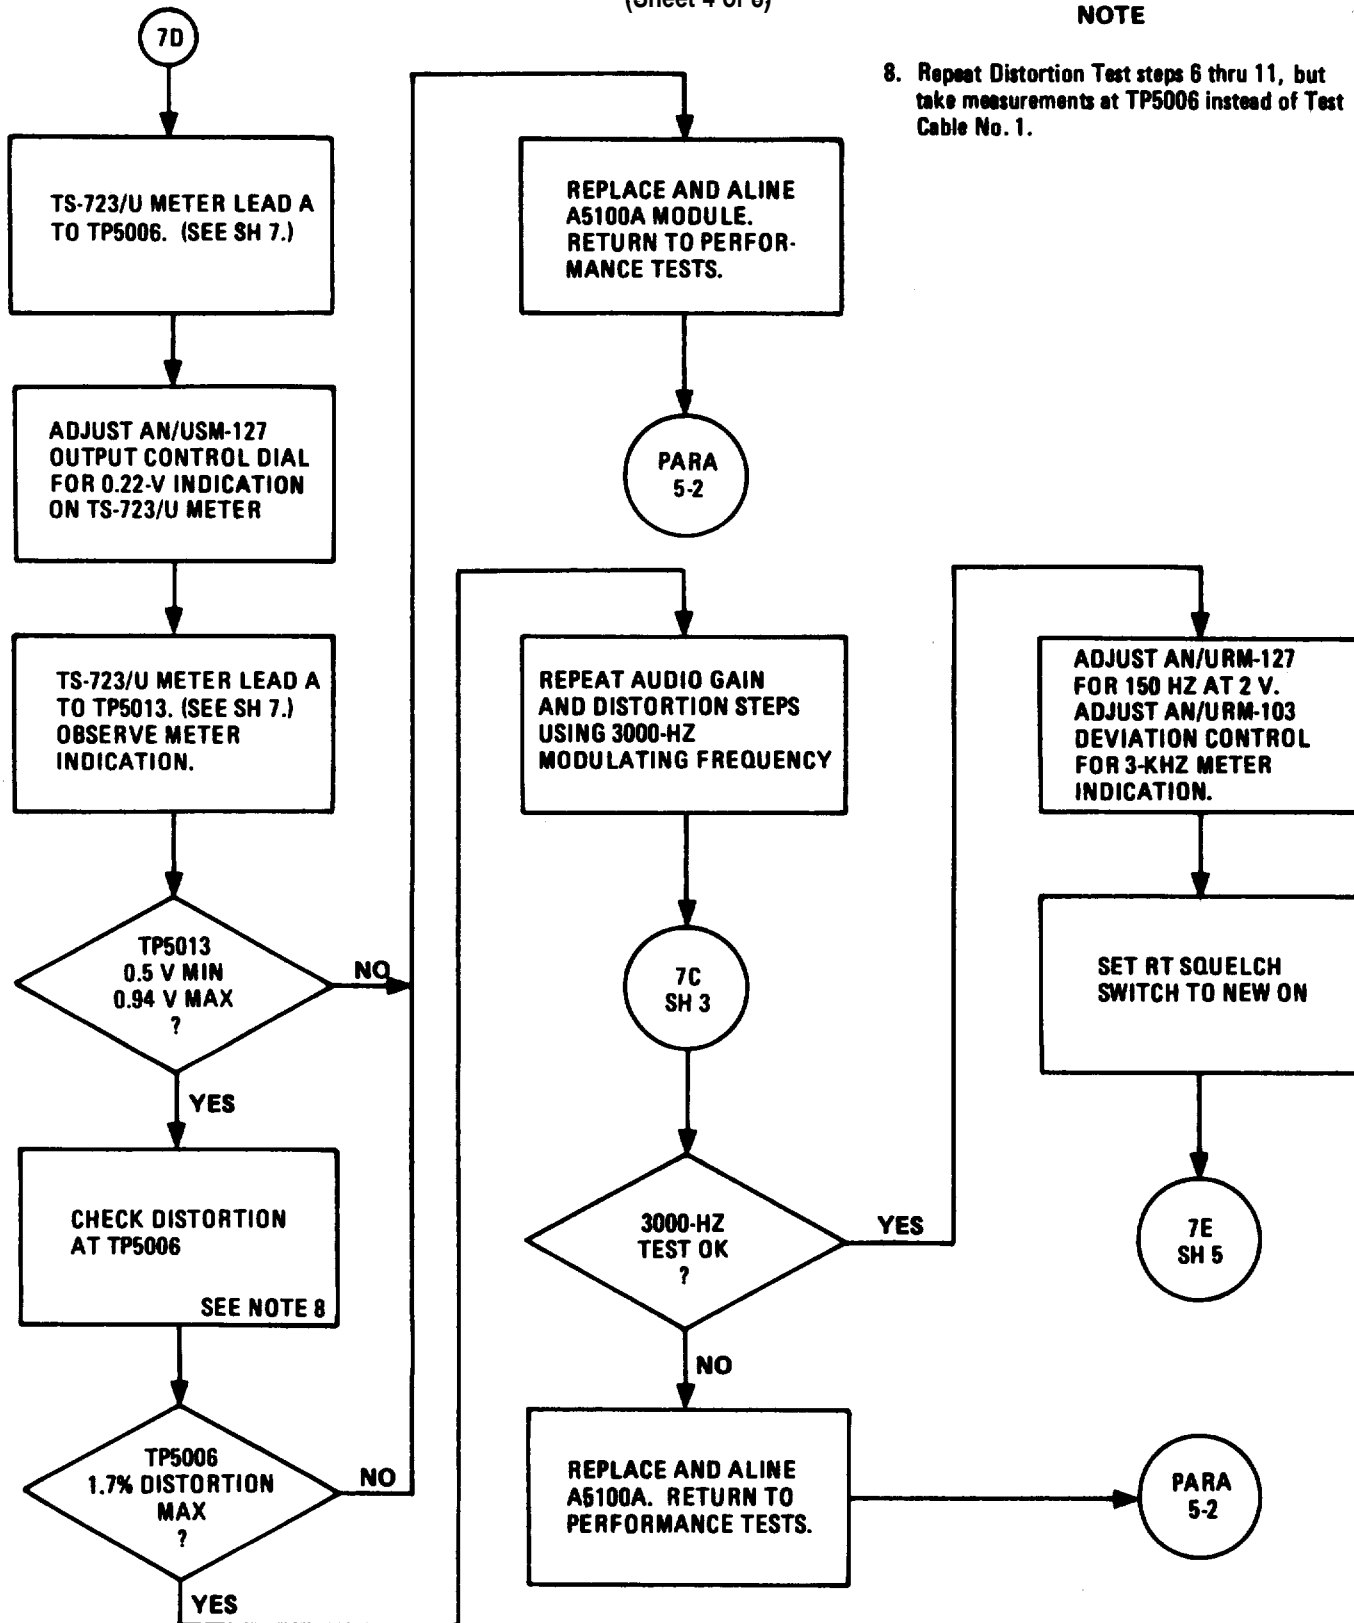 (Sheet 4 of 8)
7D
TS-723/U METER LEAD A
TO TP5006. (SEE SH 7.)
ADJUST AN/USM-127
OUTPUT CONTROL DIAL
FOR 0.22-V INDICATION
ON TS-723/U METER
TS-723/U METER LEAD A
TO TP5013. (SEE SH 7.)
OBSERVE METER
INDICATION.
TP5013
0.5 V MIN
0.94 V MAX
?
NO
YES
CHECK DISTORTION
AT TP5006
SEE NOTE 8
TP5006
1.7% DISTORTION
MAX
?
NO
YES
REPLACE AND ALINE
A5100A MODULE.
RETURN TO PERFOR-
MANCE TESTS.
PARA
5-2
REPEAT AUDIO GAIN
AND DISTORTION STEPS
USING 3000-HZ
MODULATING FREQUENCY
7C
SH 3
3000-HZ
TEST OK
?
YES
NO
REPLACE AND ALINE
A5100A. RETURN TO
PERFORMANCE TESTS.
PARA
5-2
NOTE
8. Repeat Distortion Test steps 6 thru 11, but
take measurements at TP5006 instead of Test
Cable No. 1.
ADJUST AN/URM-127
FOR 150 HZ AT 2 V.
ADJUST AN/URM-103
DEVIATION CONTROL
FOR 3-KHZ METER
INDICATION.
SET RT SQUELCH
SWITCH TO NEW ON
7E
SH 5